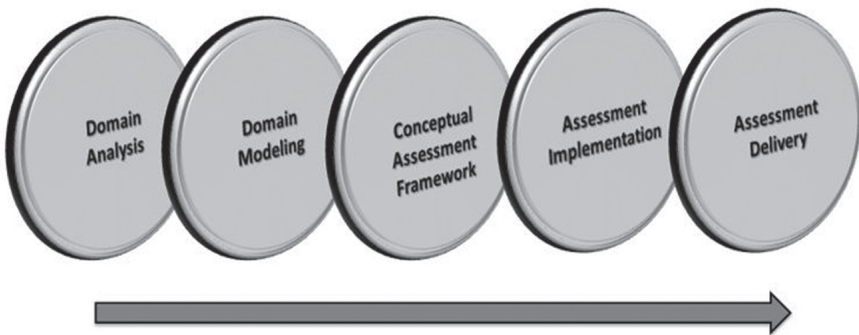 Domain
Analysis
Domain
Modeling
Conceptual
Assessment
Framework
Assessment
Implementation
Assessment
Delivery